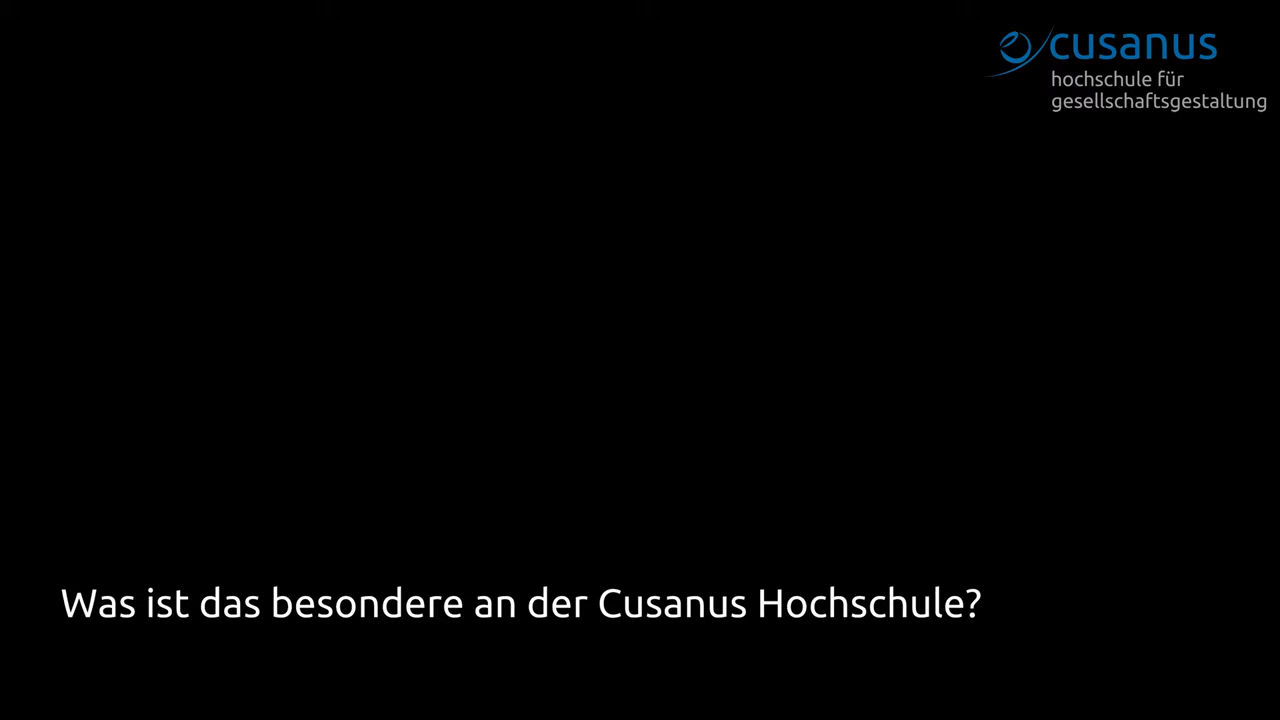 cusanus
hochschule für
gesellschaftsgestaltung
Was ist das besondere an der Cusanus Hochschule?